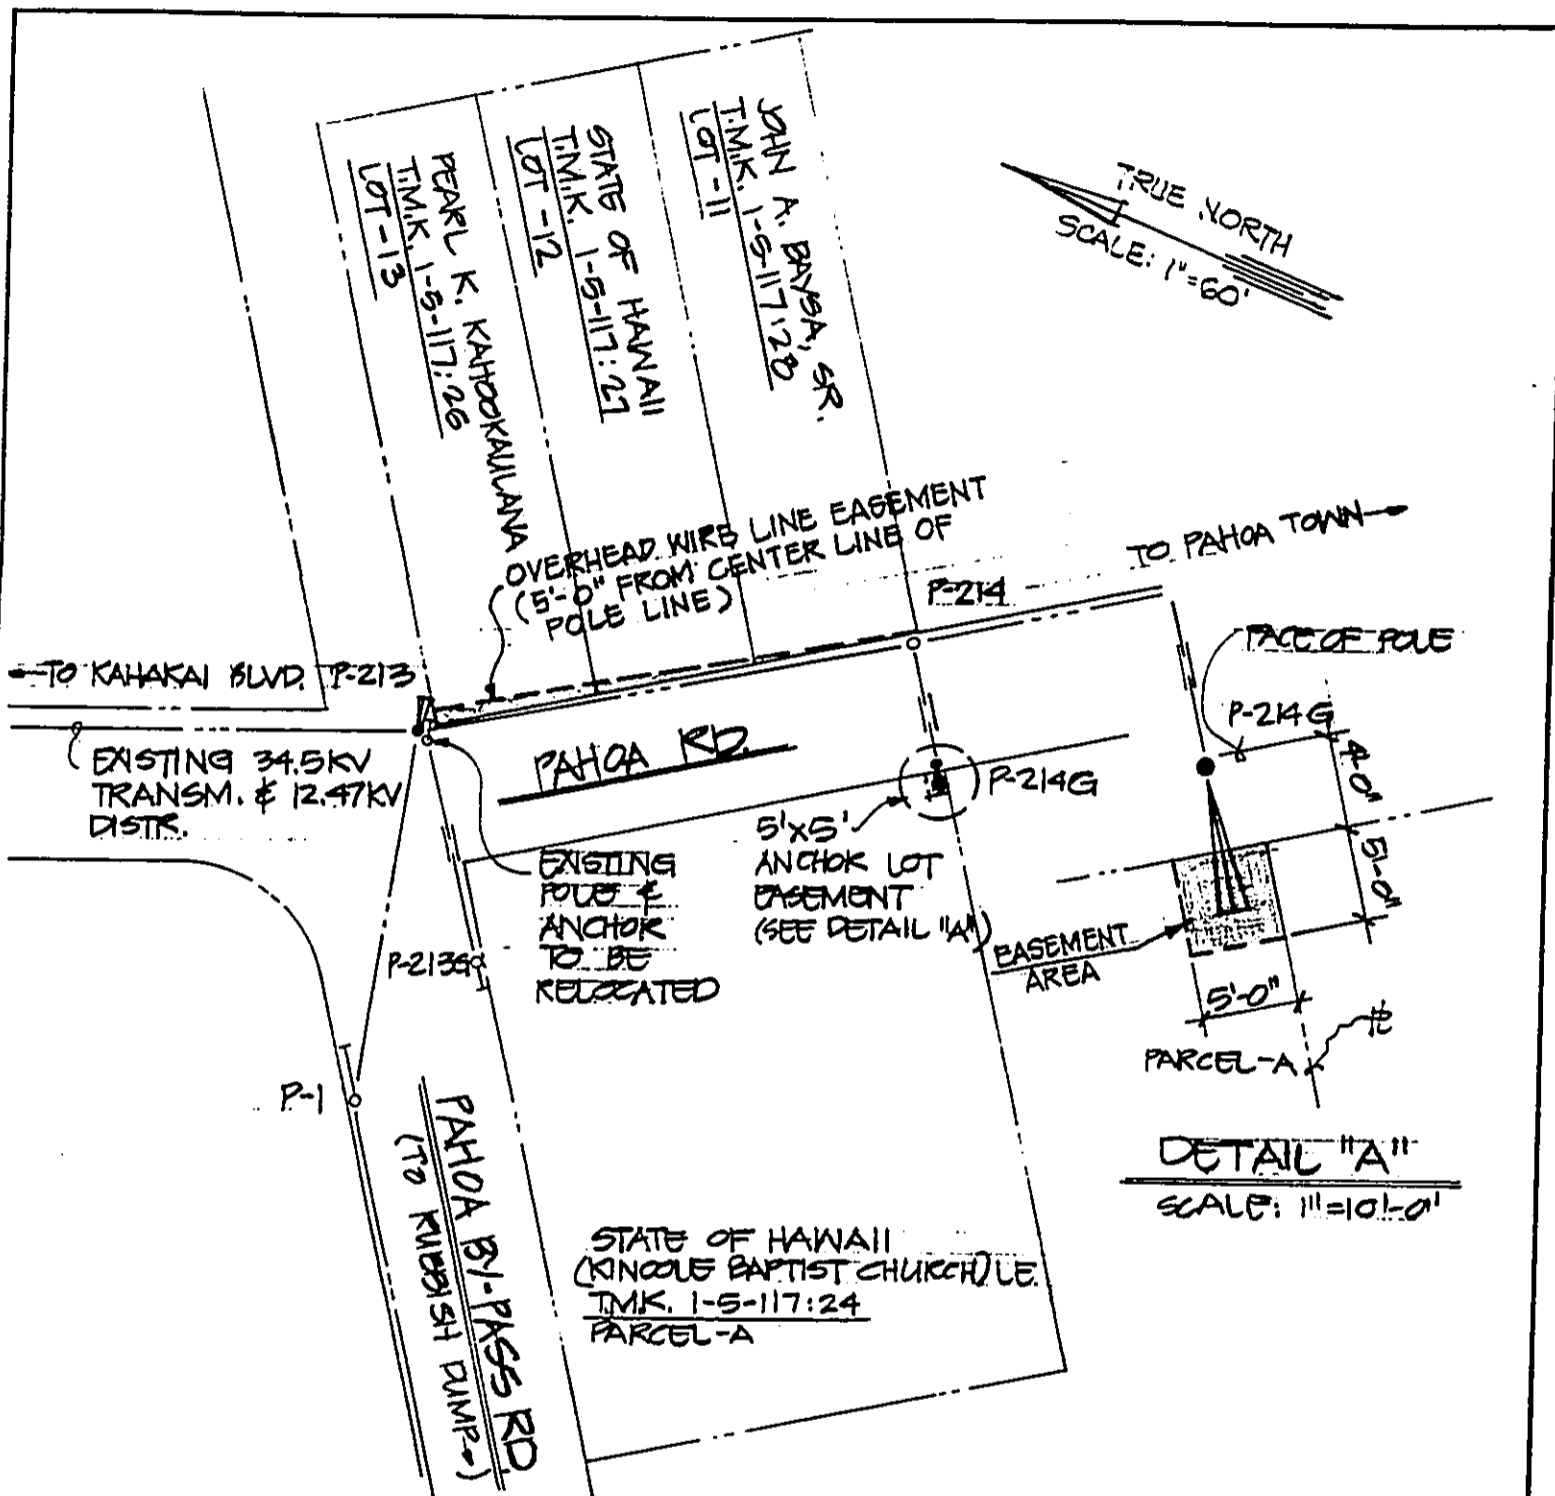 PEARL K. KAHOOKAULANA
T.M.K. 1-5-117:26
LOT-13
STATE OF HAWAII
T.M.K. 1-5-117:27
LOT-12
JOHN A. BAYSA, SR.
T.M.K. 1-5-117:28
LOT-11
TRUE NORTH
SCALE: 1"=60'
OVERHEAD WIRE LINE EASEMENT
(5'-0" FROM CENTER LINE OF
POLE LINE)
TO PAHOA TOWN
P-214
TO KAHAKAI BLVD.
P-213
EXISTING 34.5KV
TRANSM. & 12.47KV
DISTR.
PAHOA RD.
FACE OF POLE
P-214G
4'-0"
5'-0"
P-214G
5'x5'
ANCHOR LOT
EASEMENT
(SEE DETAIL "A")
EXISTING
POLE &
ANCHOR
TO BE
RELOCATED
P-213G
EASEMENT
AREA
5'-0"
PARCEL-A
P-1
DETAIL "A"
SCALE: 1"=10'-0"
PAHOA BY-PASS RD
(TO RUBBISH DUMP)
STATE OF HAWAII
(KINOOLE BAPTIST CHURCH) LE.
T.M.K. 1-5-117:24
PARCEL-A